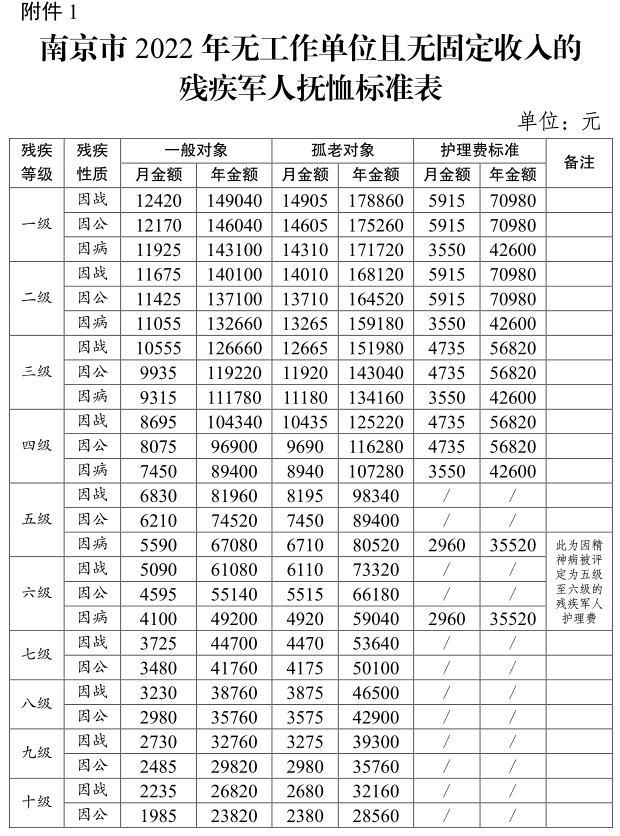 附件 1
南京市 2022 年无工作单位且无固定收入的
残疾军人抚恤标准表
单位：元
残疾等级 残疾性质 一般对象 孤老对象 护理费标准 备注
月金额 年金额 月金额 年金额 月金额 年金额
一级 因战 12420 149040 14905 178860 5915 70980
因公 12170 146040 14605 175260 5915 70980
因病 11925 143100 14310 171720 3550 42600
二级 因战 11675 140100 14010 168120 5915 70980
因公 11425 137100 13710 164520 5915 70980
因病 11055 132660 13265 159180 3550 42600
三级 因战 10555 126660 12665 151980 4735 56820
因公 9935 119220 11920 143040 4735 56820
因病 9315 111780 11180 134160 3550 42600
四级 因战 8695 104340 10435 125220 4735 56820
因公 8075 96900 9690 116280 4735 56820
因病 7450 89400 8940 107280 3550 42600
五级 因战 6830 81960 8195 98340 / /
因公 6210 74520 7450 89400 / /
因病 5590 67080 6710 80520 2960 35520
此为因精
神病被评
定为五级
至六级的
残疾军人
护理费
六级 因战 5090 61080 6110 73320 / /
因公 4595 55140 5515 66180 / /
因病 4100 49200 4920 59040 2960 35520
七级 因战 3725 44700 4470 53640 / /
因公 3480 41760 4175 50100 / /
八级 因战 3230 38760 3875 46500 / /
因公 2980 35760 3575 42900 / /
九级 因战 2730 32760 3275 39300 / /
因公 2485 29820 2980 35760 / /
十级 因战 2235 26820 2680 32160 / /
因公 1985 23820 2380 28560 / /